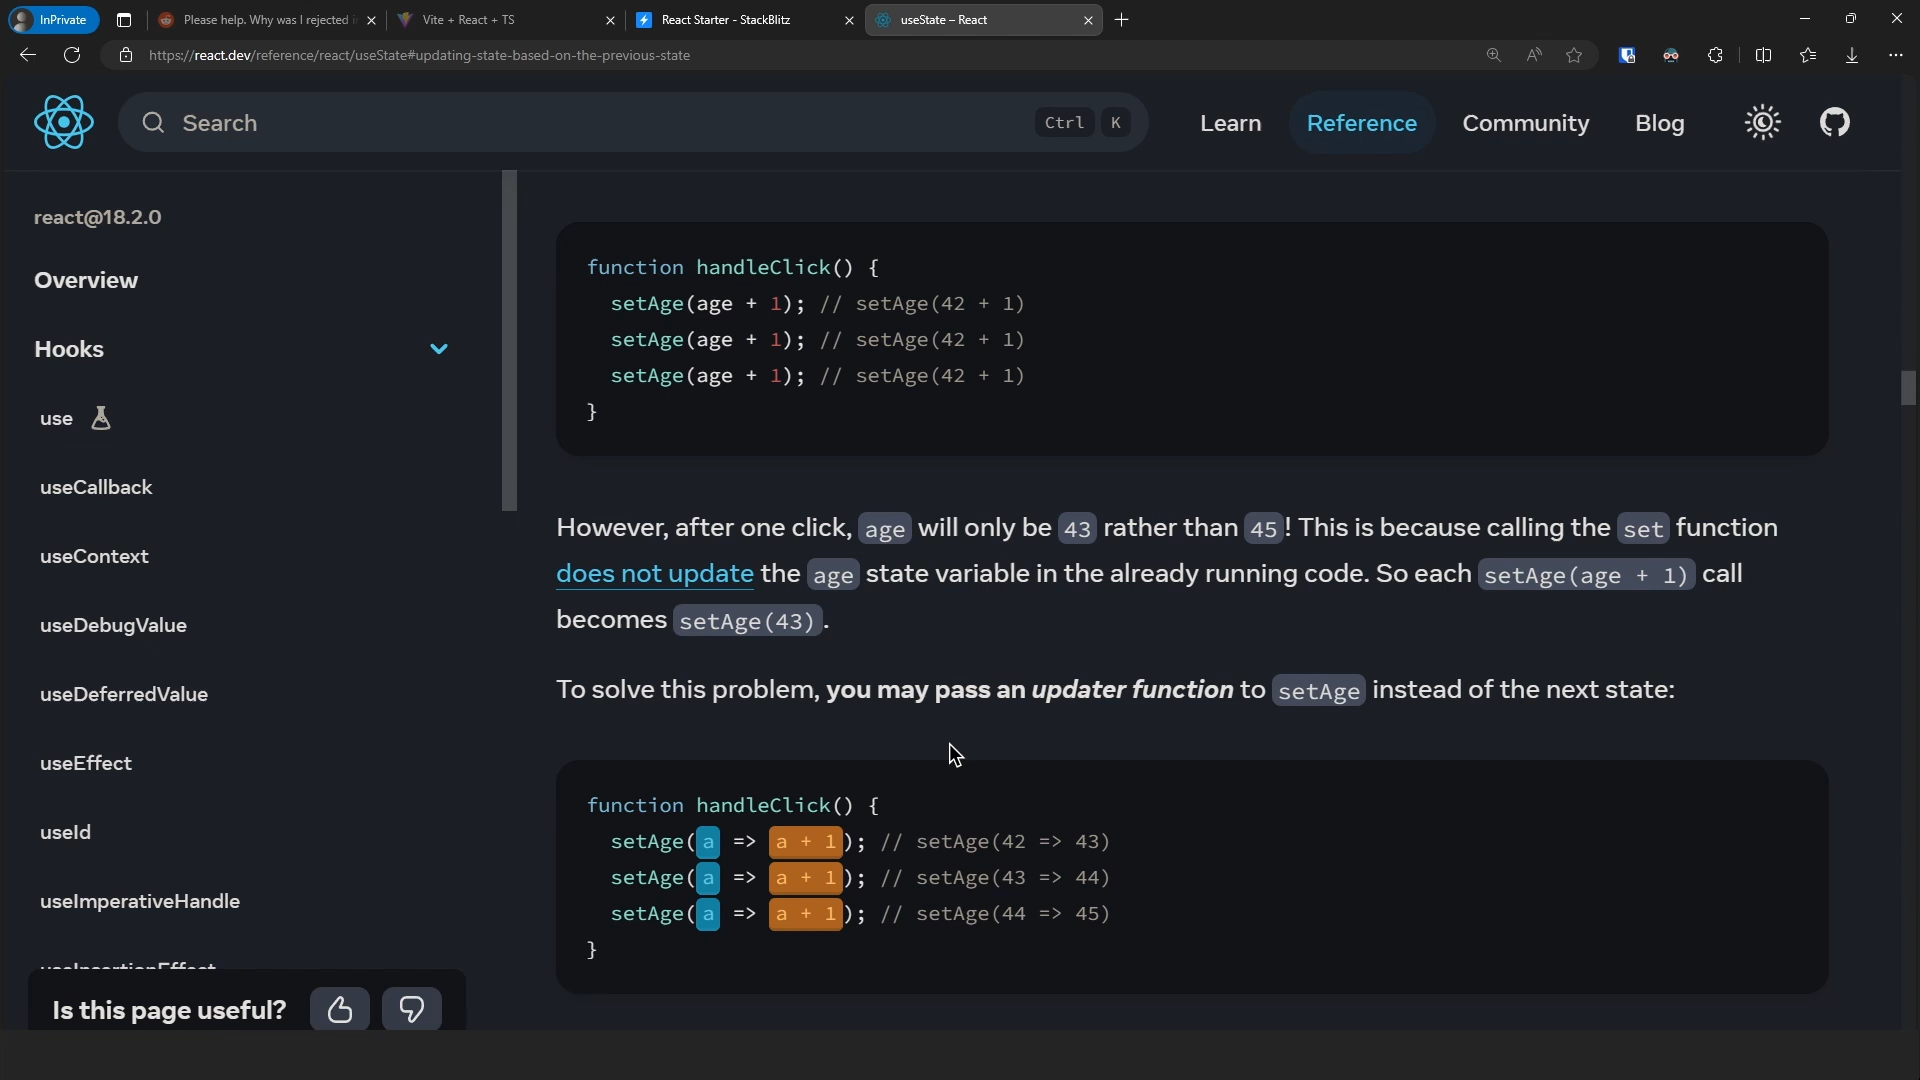 InPrivate
Please help. Why was I rejected i
Vite + React + TS
React Starter - StackBlitz
useState – React
https://react.dev/reference/react/useState#updating-state-based-on-the-previous-state
Search
Ctrl K
Learn
Reference
Community
Blog
react@18.2.0
Overview
Hooks
use
useCallback
useContext
useDebugValue
useDeferredValue
useEffect
useId
useImperativeHandle
useInsertionEffect
Is this page useful?
function handleClick() {
setAge(age + 1); // setAge(42 + 1)
setAge(age + 1); // setAge(42 + 1)
setAge(age + 1); // setAge(42 + 1)
}
However, after one click, age will only be 43 rather than 45! This is because calling the set function
does not update the age state variable in the already running code. So each setAge(age + 1) call
becomes setAge(43).
To solve this problem, you may pass an updater function to setAge instead of the next state:
function handleClick() {
setAge(a => a + 1); // setAge(42 => 43)
setAge(a => a + 1); // setAge(43 => 44)
setAge(a => a + 1); // setAge(44 => 45)
}